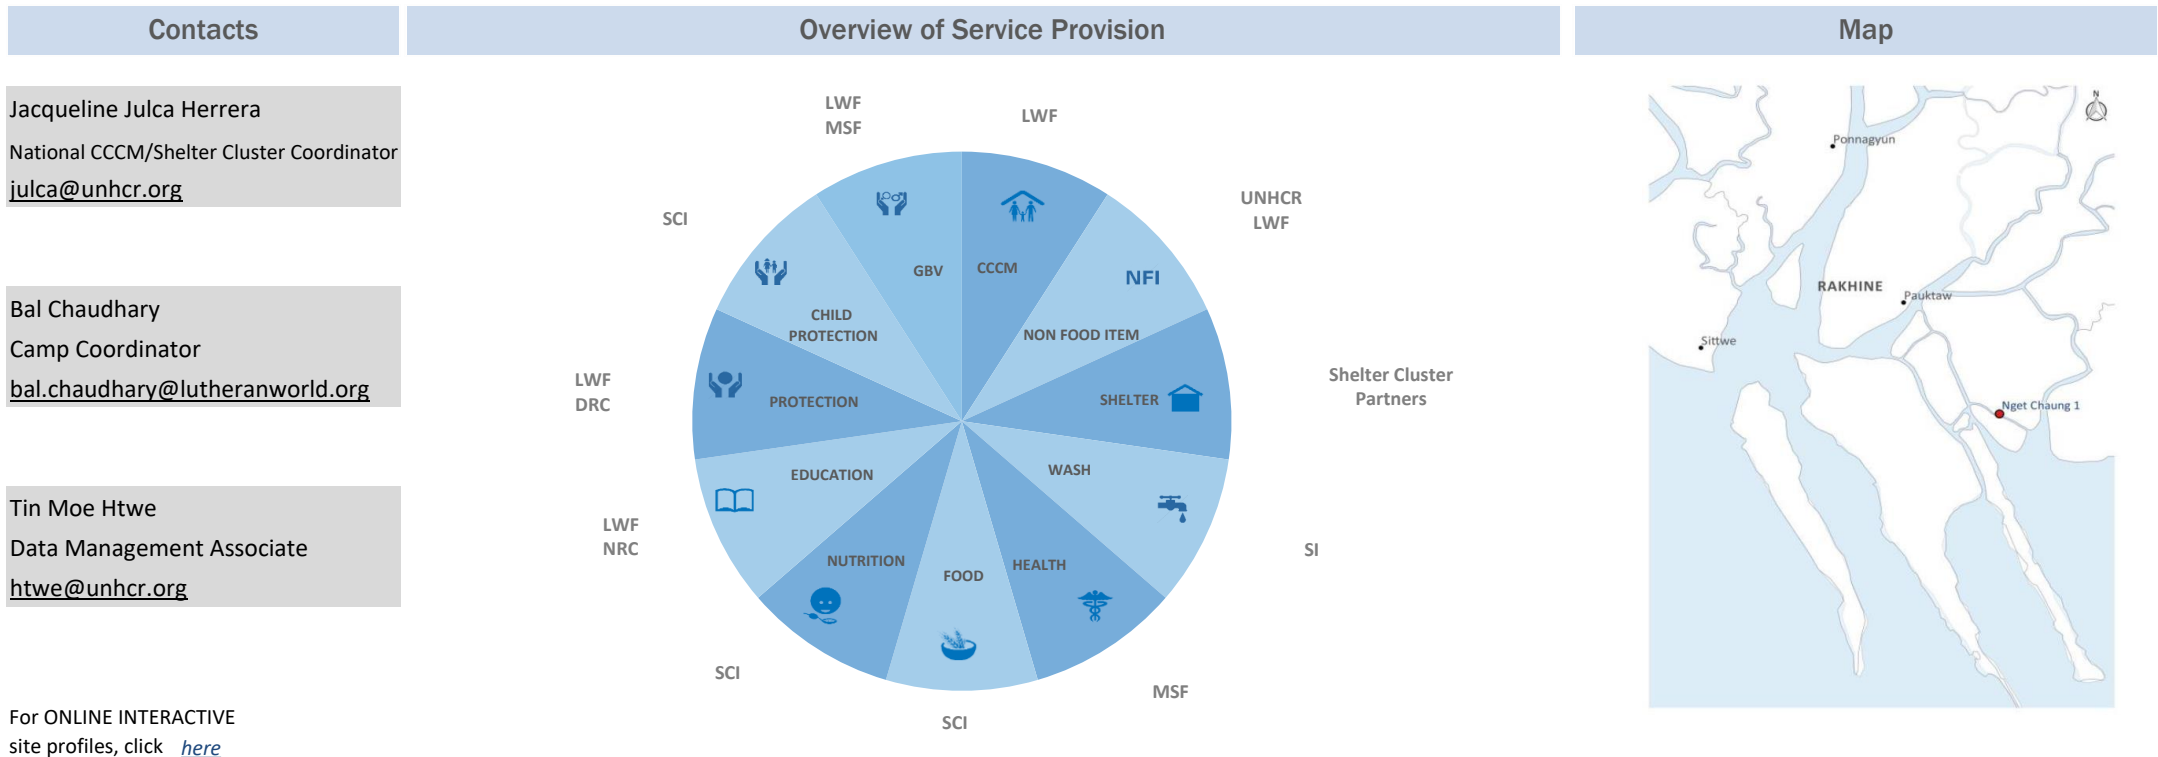 Contacts
Overview of Service Provision
Map
Jacqueline Julca Herrera
National CCCM/Shelter Cluster Coordinator
julca@unhcr.org
Bal Chaudhary
Camp Coordinator
bal.chaudhary@lutheranworld.org
Tin Moe Htwe
Data Management Associate
htwe@unhcr.org
For ONLINE INTERACTIVE
site profiles, click here
LWF
MSF
LWF
UNHCR
LWF
Shelter Cluster
Partners
SI
MSF
SCI
SCI
LWF
NRC
LWF
DRC
SCI
GBV
CCCM
NFI
NON FOOD ITEM
SHELTER
WASH
HEALTH
FOOD
NUTRITION
EDUCATION
PROTECTION
CHILD
PROTECTION
N
Ponnagyun
RAKHINE
Pauktaw
Sittwe
Nget Chaung 1